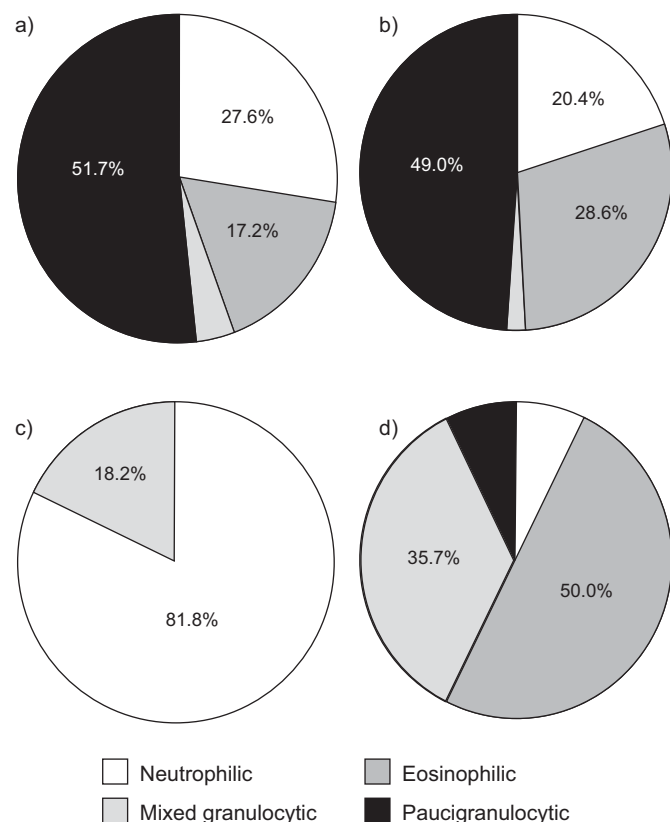 a)
27.6%
51.7%
17.2%
b)
20.4%
49.0%
28.6%
c)
18.2%
81.8%
d)
35.7%
50.0%
Neutrophilic
Eosinophilic
Mixed granulocytic
Paucigranulocytic